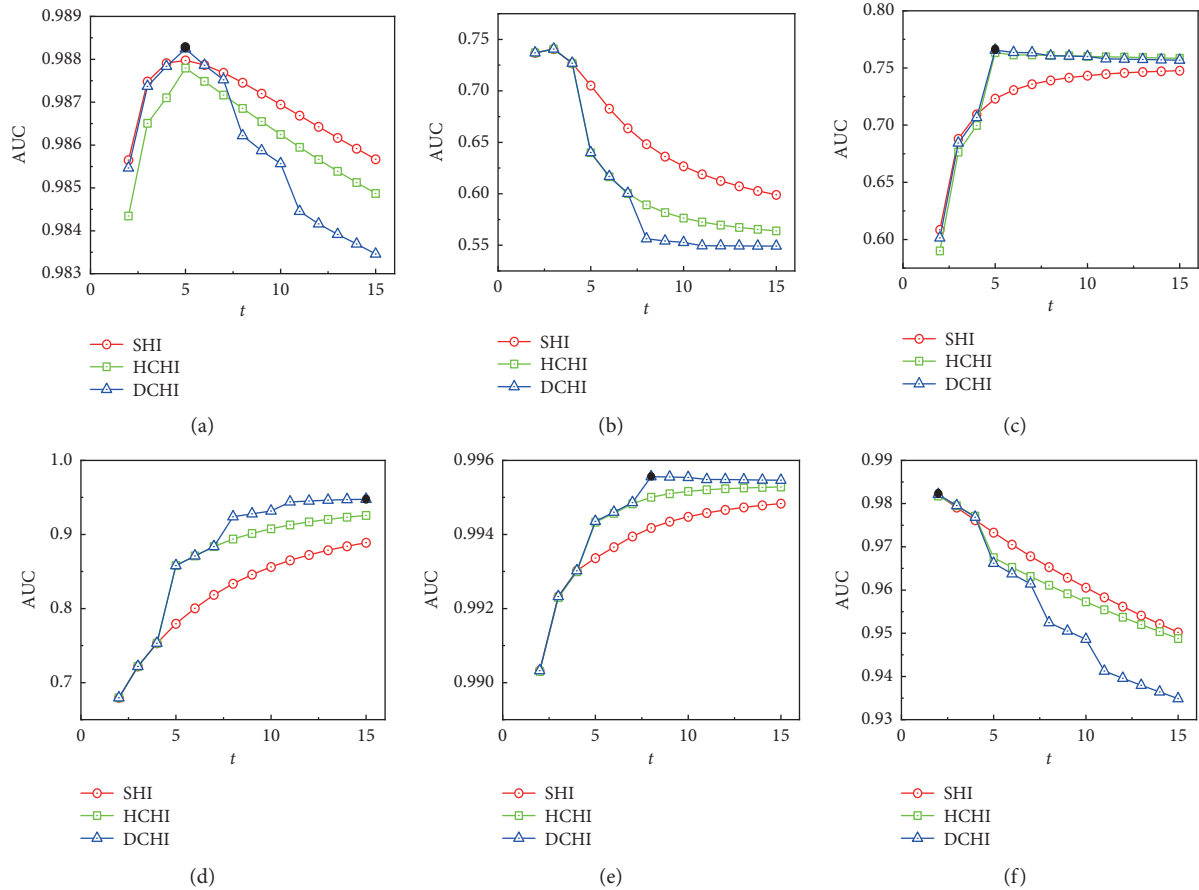 0.989
0.988
0.987
0.986
0.985
0.984
0.983
AUC
0 5 10 15
t
SHI
HCHI
DCHI
(a)
0.75
0.70
0.65
0.60
0.55
AUC
0 5 10 15
t
SHI
HCHI
DCHI
(b)
0.80
0.75
0.70
0.65
0.60
AUC
0 5 10 15
t
SHI
HCHI
DCHI
(c)
1.0
0.9
0.8
0.7
AUC
0 5 10 15
t
SHI
HCHI
DCHI
(d)
0.996
0.994
0.992
0.990
AUC
0 5 10 15
t
SHI
HCHI
DCHI
(e)
0.99
0.98
0.97
0.96
0.95
0.94
0.93
AUC
0 5 10 15
t
SHI
HCHI
DCHI
(f)